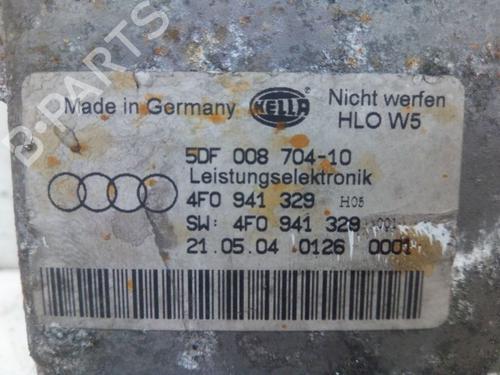 Made in Germany HELLA Nicht werfen
HLO W5
5DF 008 704-10
Leistungselektronik
4F0 941 329 H05
SW: 4F0 941 329 001
21.05.04 0126 0001
B-PARTS